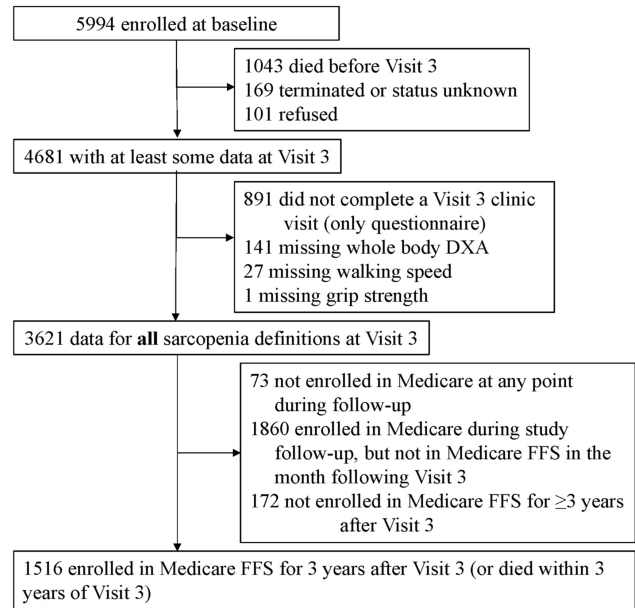 5994 enrolled at baseline
1043 died before Visit 3
169 terminated or status unknown
101 refused
4681 with at least some data at Visit 3
891 did not complete a Visit 3 clinic
visit (only questionnaire)
141 missing whole body DXA
27 missing walking speed
1 missing grip strength
3621 data for all sarcopenia definitions at Visit 3
73 not enrolled in Medicare at any point
during follow-up
1860 enrolled in Medicare during study
follow-up, but not in Medicare FFS in the
month following Visit 3
172 not enrolled in Medicare FFS for ≥3 years
after Visit 3
1516 enrolled in Medicare FFS for 3 years after Visit 3 (or died within 3
years of Visit 3)